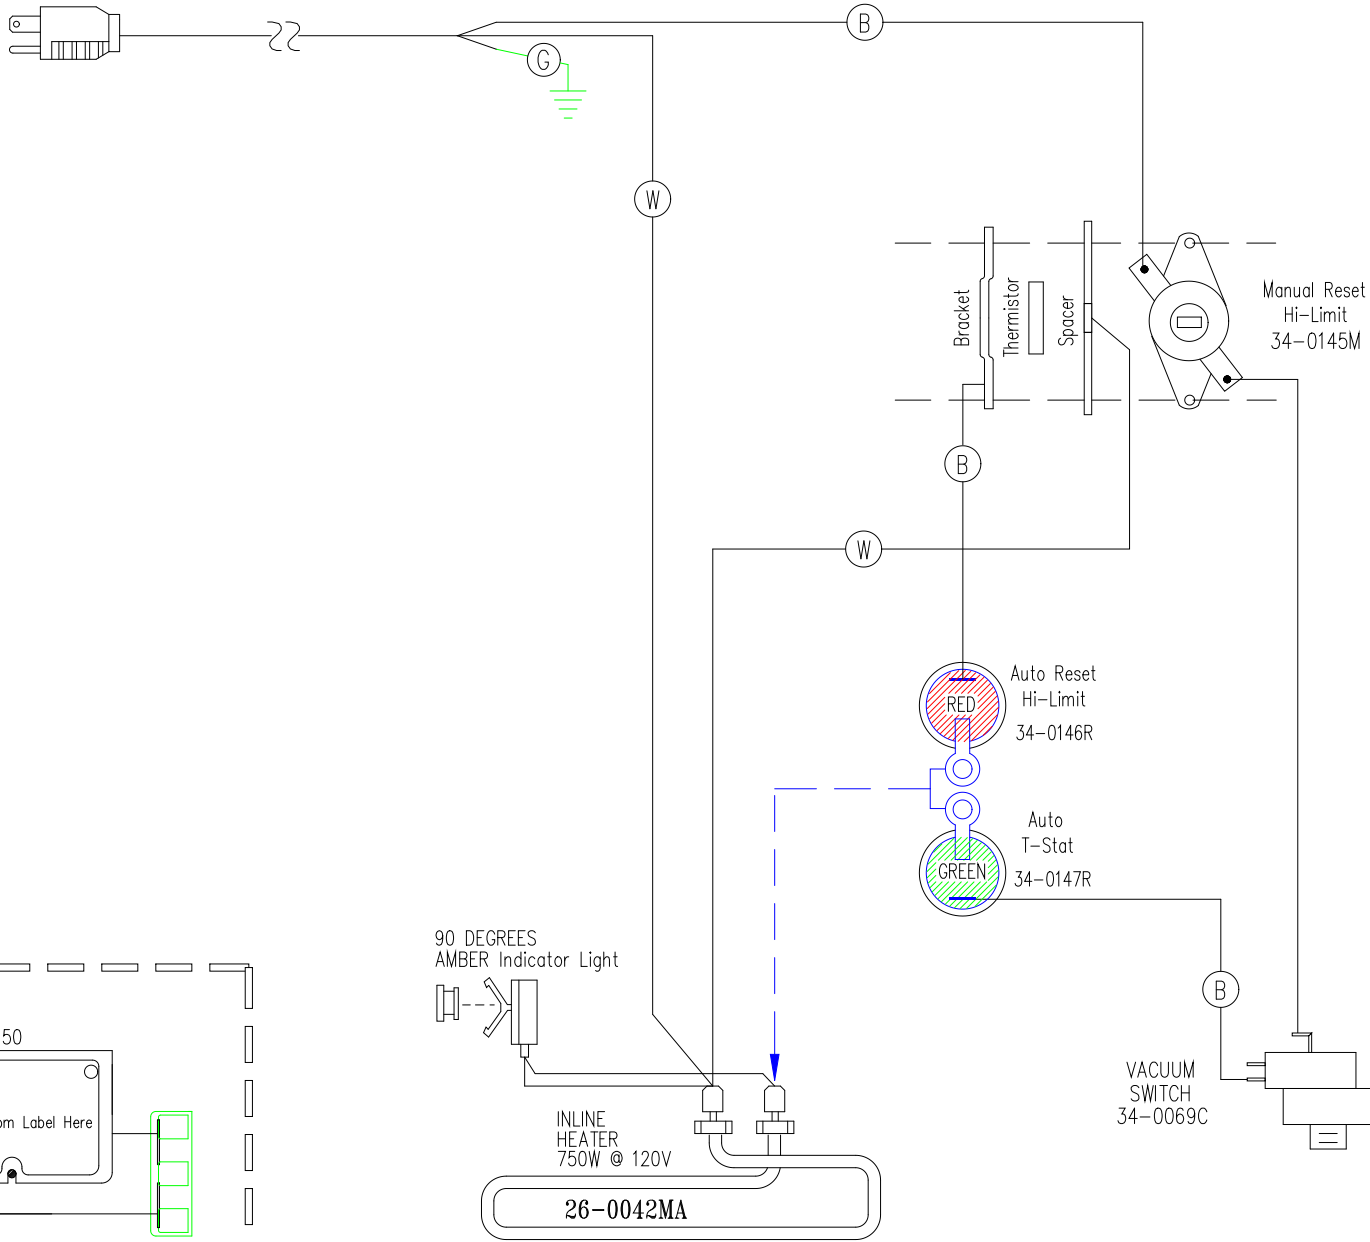 B
G
W
Manual Reset
Hi-Limit
34-0145M
Bracket
Thermistor
Spacer
B
W
Auto Reset
Hi-Limit
34-0146R
RED
Auto
T-Stat
34-0147R
GREEN
90 DEGREES
AMBER Indicator Light
B
50
VACUUM
SWITCH
34-0069C
Label Here
INLINE
HEATER
750W @ 120V
26-0042MA